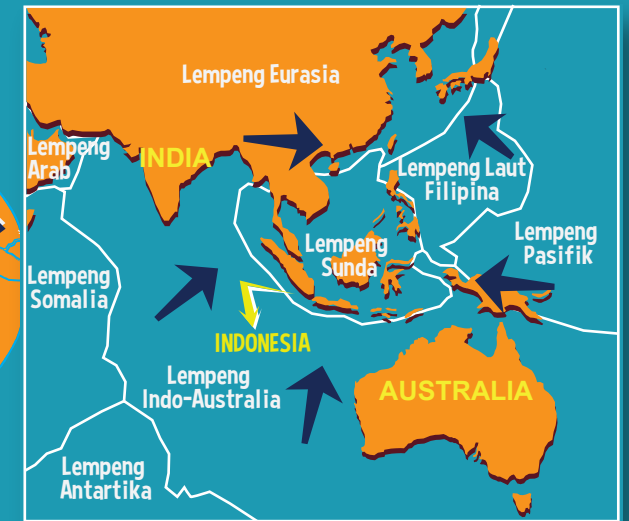 Lempeng Eurasia
Lempeng
Arab
INDIA
Lempeng Laut
Filipina
Lempeng
Pasifik
Lempeng
Sunda
Lempeng
Somalia
INDONESIA
Lempeng
Indo-Australia
AUSTRALIA
Lempeng
Antartika